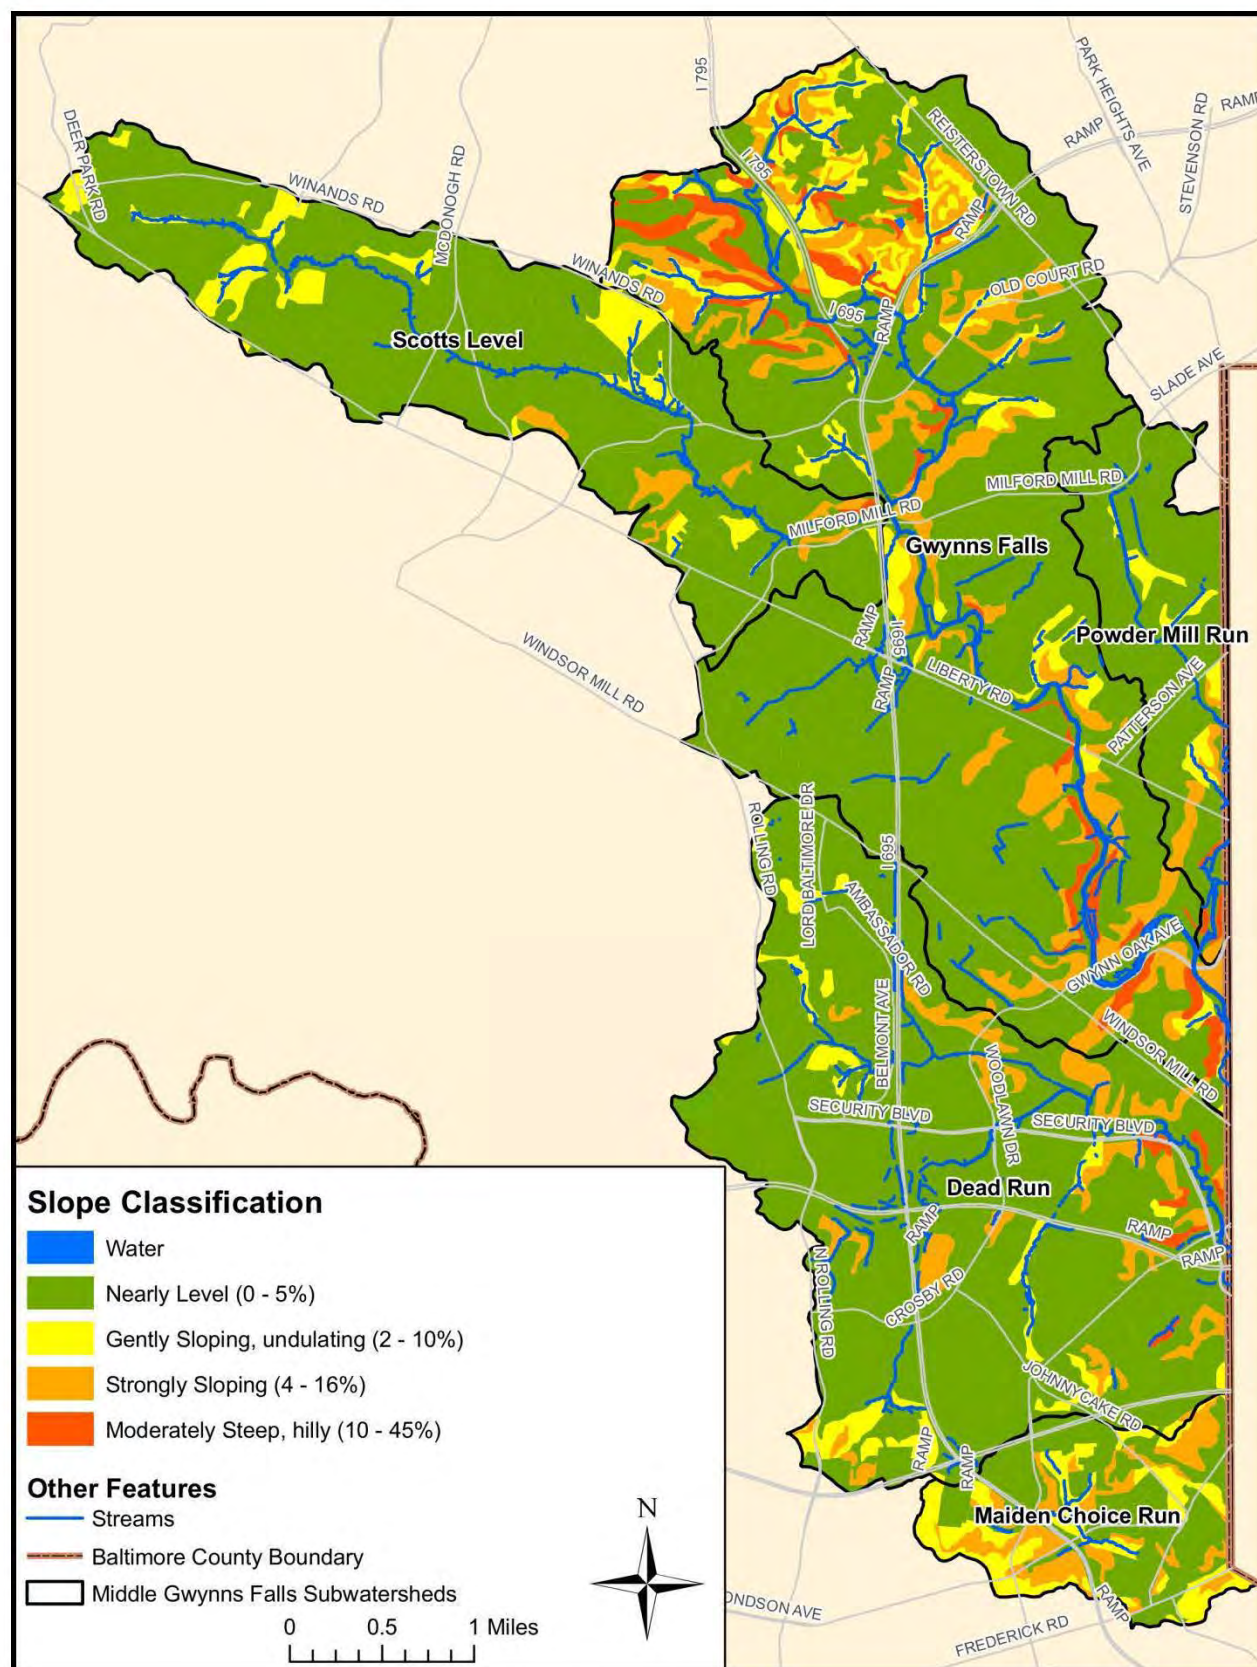 I 795
PARK HEIGHTS AVE
RAMP
RAMP
STEVENSON RD
REISTERSTOWN RD
DEER PARK RD
WINANDS RD
MCDONOGH RD
I 795
RAMP
WINANDS RD
OLD COURT RD
I 695
RAMP
Scotts Level
SLADE AVE
MILFORD MILL RD
MILFORD MILL RD
Gwynns Falls
RAMP
I 695
Powder Mill Run
WINDSOR MILL RD
RAMP
LIBERTY RD
PATTERSON AVE
ROLLING RD
LORD BALTIMORE DR
I 695
AMBASSADOR RD
GWYNN OAK AVE
BELMONT AVE
WINDSOR MILL RD
WOODLAWN DR
SECURITY BLVD
SECURITY BLVD
Dead Run
RAMP
RAMP
RAMP
N ROLLING RD
CROSBY RD
JOHNNYCAKE RD
RAMP
RAMP
Maiden Choice Run
RAMP
ONDSON AVE
FREDERICK RD
Slope Classification
Water
Nearly Level (0 - 5%)
Gently Sloping, undulating (2 - 10%)
Strongly Sloping (4 - 16%)
Moderately Steep, hilly (10 - 45%)
Other Features
Streams
Baltimore County Boundary
Middle Gwynns Falls Subwatersheds
N
0 0.5 1 Miles